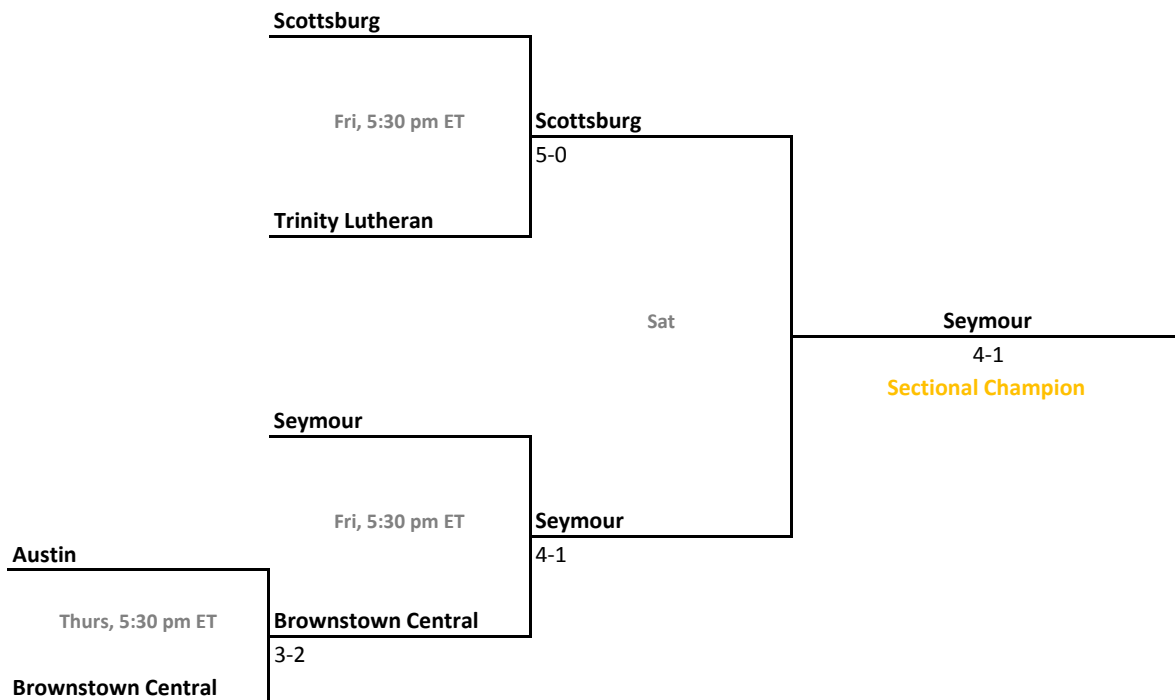 Scottsburg
Fri, 5:30 pm ET
Scottsburg
5-0
Trinity Lutheran
Sat
Seymour
4-1
Sectional Champion
Seymour
Fri, 5:30 pm ET
Seymour
4-1
Austin
Thurs, 5:30 pm ET
Brownstown Central
3-2
Brownstown Central